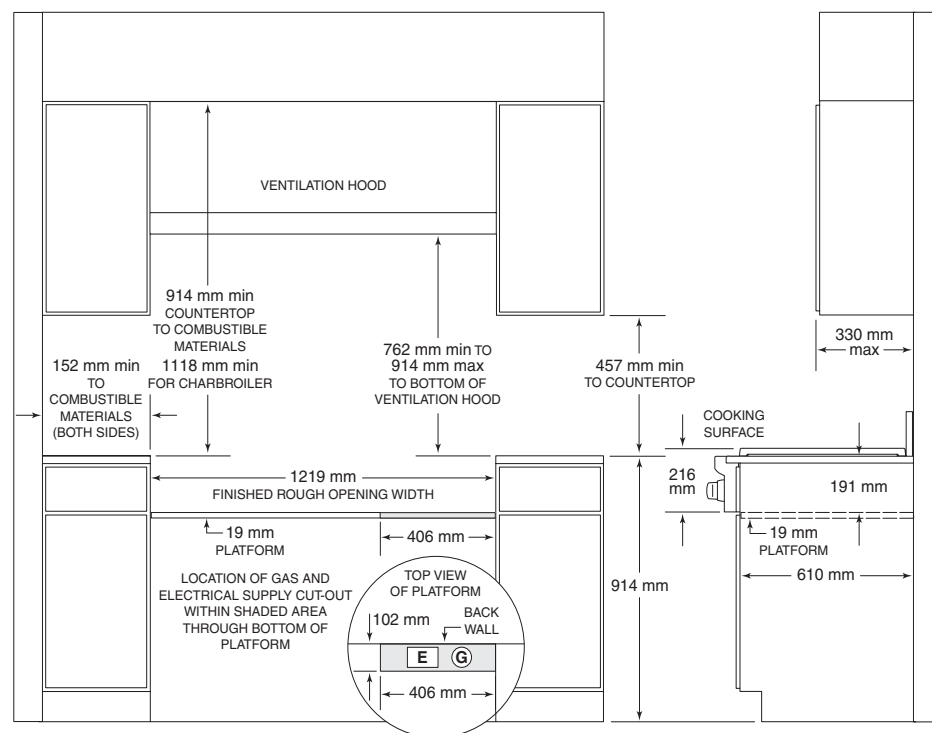 VENTILATION HOOD
914 mm min
COUNTERTOP
TO COMBUSTIBLE
MATERIALS
1118 mm min
FOR CHARBROILER
152 mm min
TO
COMBUSTIBLE
MATERIALS
(BOTH SIDES)
762 mm min TO
914 mm max
TO BOTTOM OF
VENTILATION HOOD
457 mm min
TO COUNTERTOP
330 mm
max
COOKING
SURFACE
1219 mm
FINISHED ROUGH OPENING WIDTH
216
mm
191 mm
19 mm
PLATFORM
406 mm
19 mm
PLATFORM
610 mm
914 mm
LOCATION OF GAS AND
ELECTRICAL SUPPLY CUT-OUT
WITHIN SHADED AREA
THROUGH BOTTOM OF
PLATFORM
TOP VIEW
OF PLATFORM
102 mm
BACK
WALL
E G
406 mm